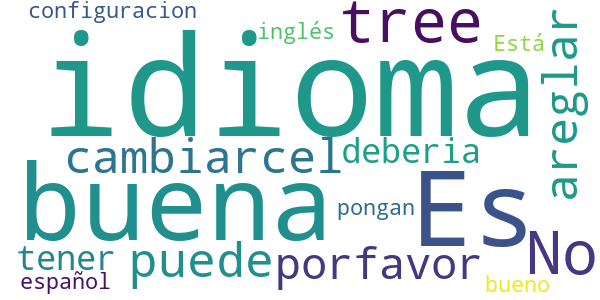 configuracion
idioma
inglés
tree
Está
areglar
cambiarcel
deberia
buena
pongan
Es
No
tener
puede
porfavor
español
bueno